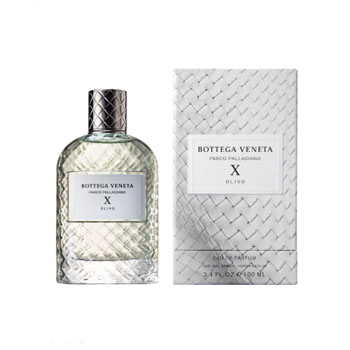 BOTTEGA VENETA
PARCO PALLADIANO
X
OLIVO
BOTTEGA VENETA
PARCO PALLADIANO
X
OLIVO
EAU DE PARFUM
3.4 FL. OZ 100 ML